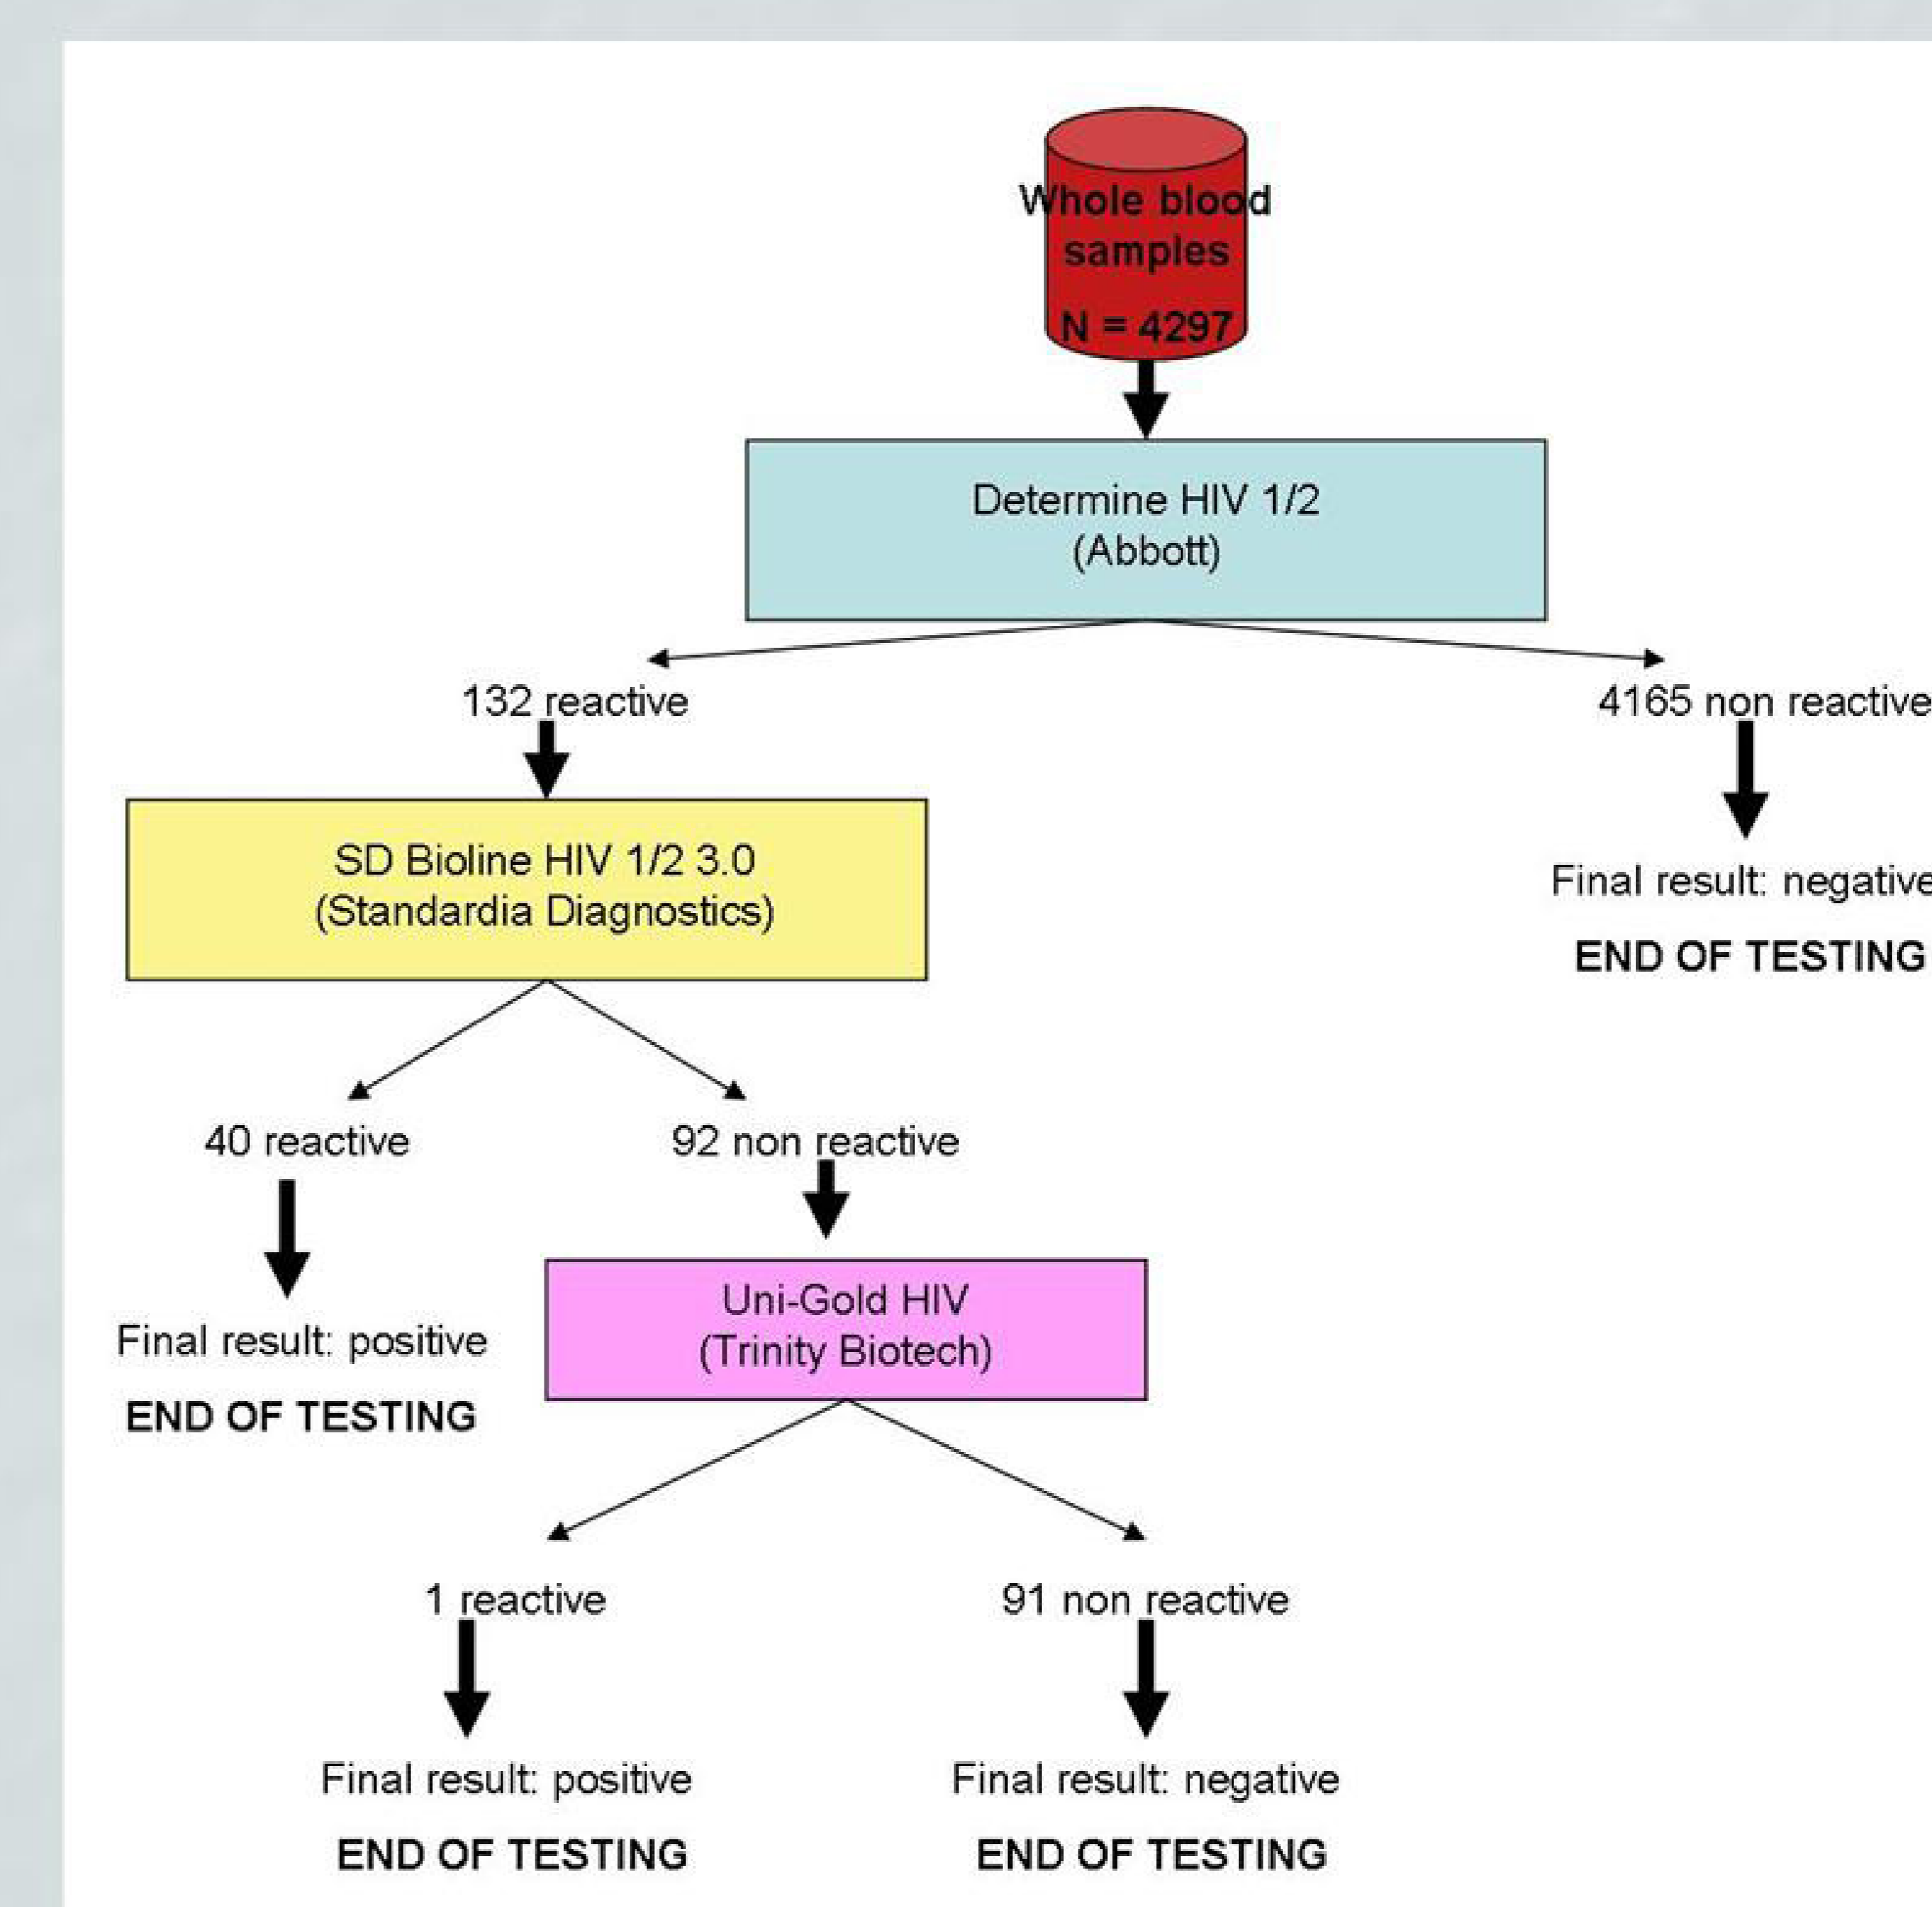 Whole blood
samples
N = 4297
Determine HIV 1/2
(Abbott)
132 reactive
4165 non reactive
SD Bioline HIV 1/2 3.0
(Standardia Diagnostics)
Final result: negative
END OF TESTING
40 reactive
92 non reactive
Uni-Gold HIV
(Trinity Biotech)
Final result: positive
END OF TESTING
1 reactive
91 non reactive
Final result: positive
END OF TESTING
Final result: negative
END OF TESTING